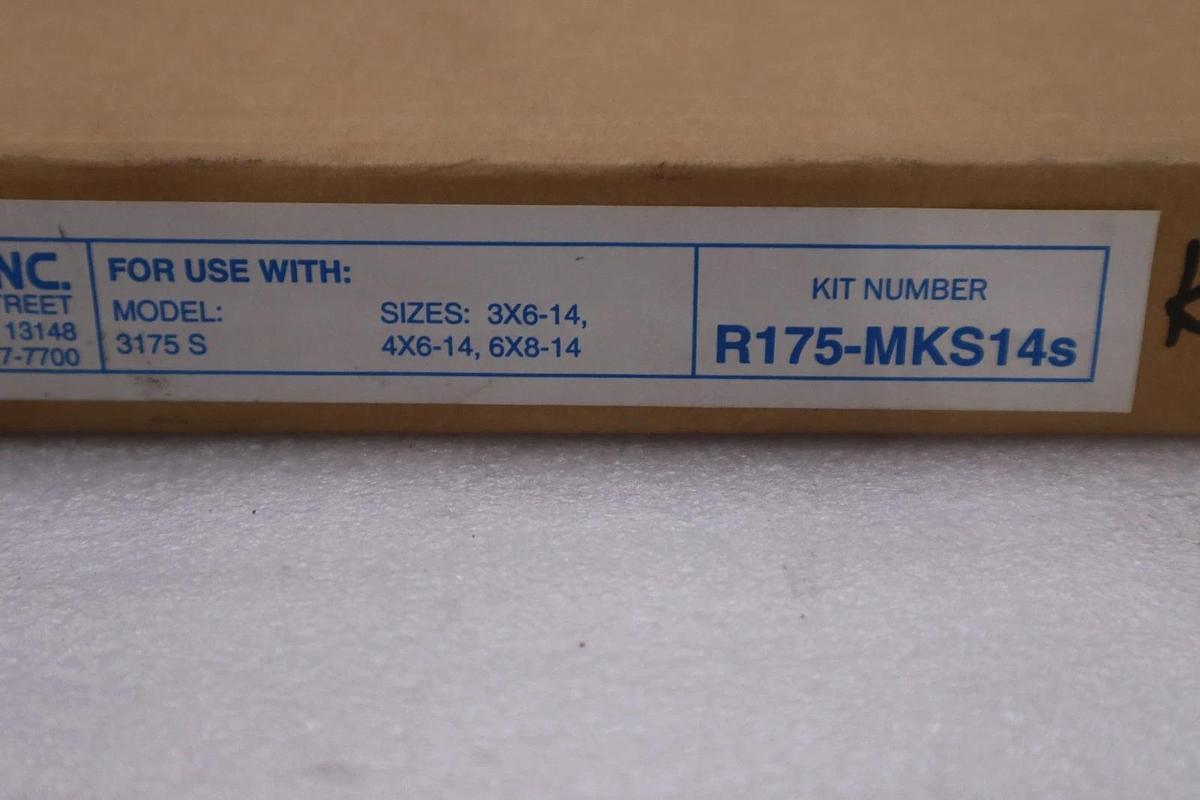 NC.
TREET
13148
7-7700
FOR USE WITH:
MODEL:
3175 S
SIZES: 3X6-14,
4X6-14, 6X8-14
KIT NUMBER
R175-MKS14s